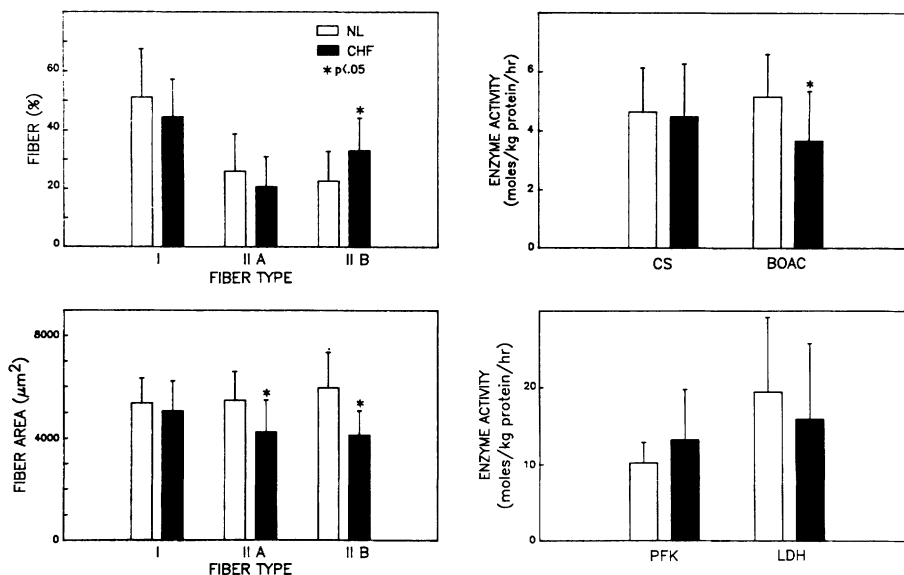 NL
CHF
* p<.05
60
40
20
0
FIBER (%)
*
I
II A
II B
FIBER TYPE
6
4
2
0
ENZYME ACTIVITY
(moles/kg protein/hr)
*
CS
BOAC
8000
4000
0
FIBER AREA (μm²)
*
*
I
II A
II B
FIBER TYPE
20
10
0
ENZYME ACTIVITY
(moles/kg protein/hr)
PFK
LDH